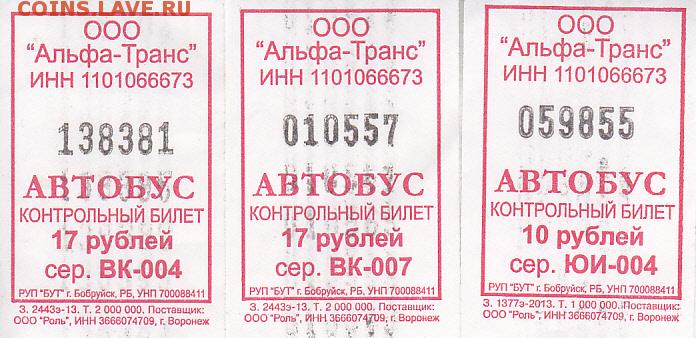 COINS.LAVE.RU
ООО
"Альфа-Транс"
ИНН 1101066673
138381
АВТОБУС
КОНТРОЛЬНЫЙ БИЛЕТ
17 рублей
сер. ВК-004
РУП "БУТ" г. Бобруйск, РБ, УНП 700088411
З. 2443э-13. Т. 2 000 000. Поставщик:
ООО "Роль", ИНН 3666074709, г. Воронеж
ООО
"Альфа-Транс"
ИНН 1101066673
010557
АВТОБУС
КОНТРОЛЬНЫЙ БИЛЕТ
17 рублей
сер. ВК-007
РУП "БУТ" г. Бобруйск, РБ, УНП 700088411
З. 2443э-13. Т. 2 000 000. Поставщик:
ООО "Роль", ИНН 3666074709, г. Воронеж
ООО
"Альфа-Транс"
ИНН 1101066673
059855
АВТОБУС
КОНТРОЛЬНЫЙ БИЛЕТ
10 рублей
сер. ЮИ-004
РУП "БУТ" г. Бобруйск, РБ, УНП 700088411
З. 1377э-2013. Т. 1 000 000. Поставщик:
ООО "Роль", ИНН 3666074709, г. Воронеж